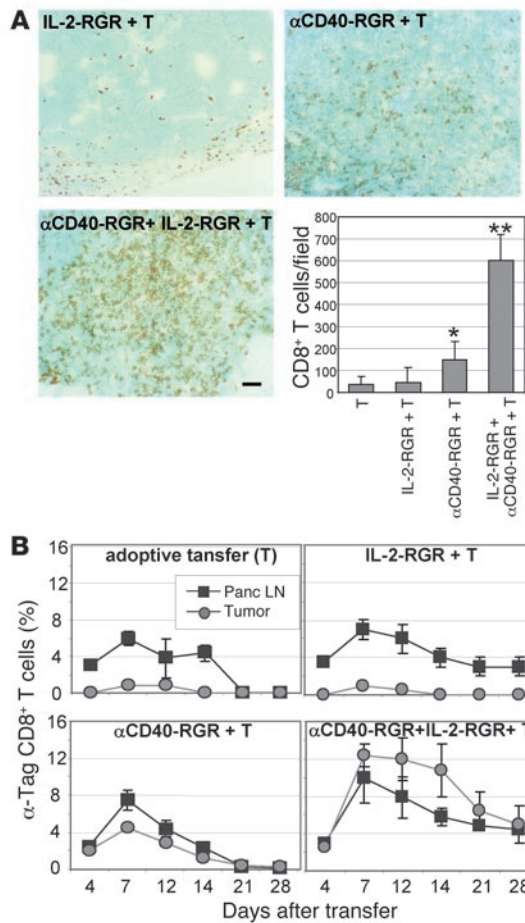 A
IL-2-RGR + T
αCD40-RGR + T
αCD40-RGR+ IL-2-RGR + T
CD8⁺ T cells/field
800
700
600
500
400
300
200
100
0
*
**
T
IL-2-RGR + T
αCD40-RGR + T
IL-2-RGR +
αCD40-RGR + T
B
α-Tag CD8⁺ T cells (%)
16
12
8
4
0
adoptive tansfer (T)
Panc LN
Tumor
IL-2-RGR + T
16
12
8
4
0
αCD40-RGR + T
αCD40-RGR+IL-2-RGR+ T
4 7 12 14 21 28
4 7 12 14 21 28
Days after transfer